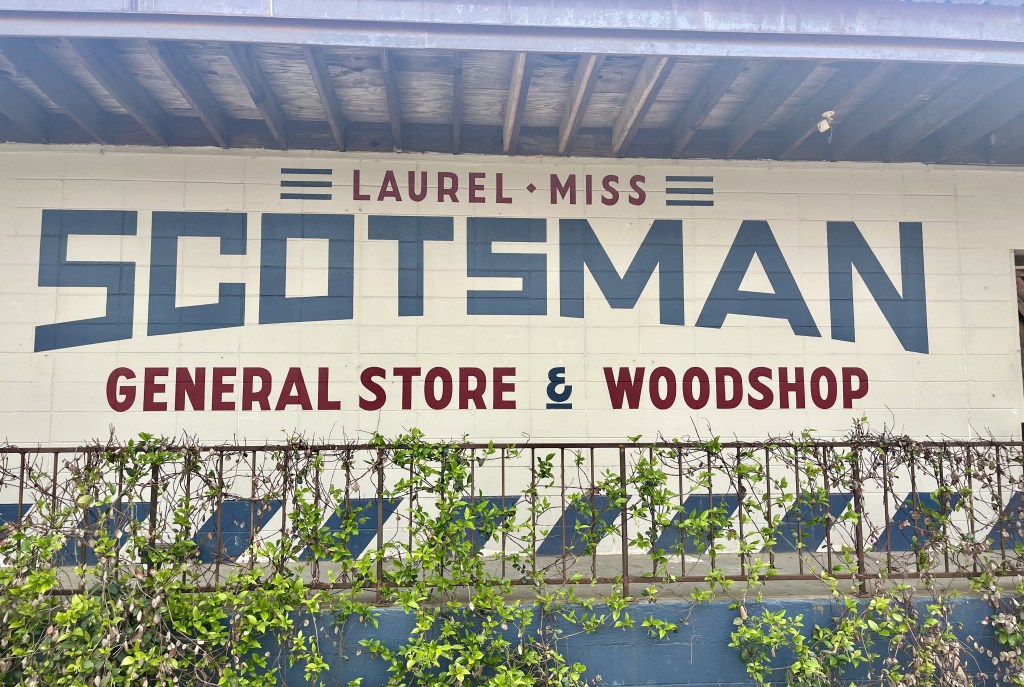 LAUREL • MISS
SCOTSMAN
GENERAL STORE & WOODSHOP